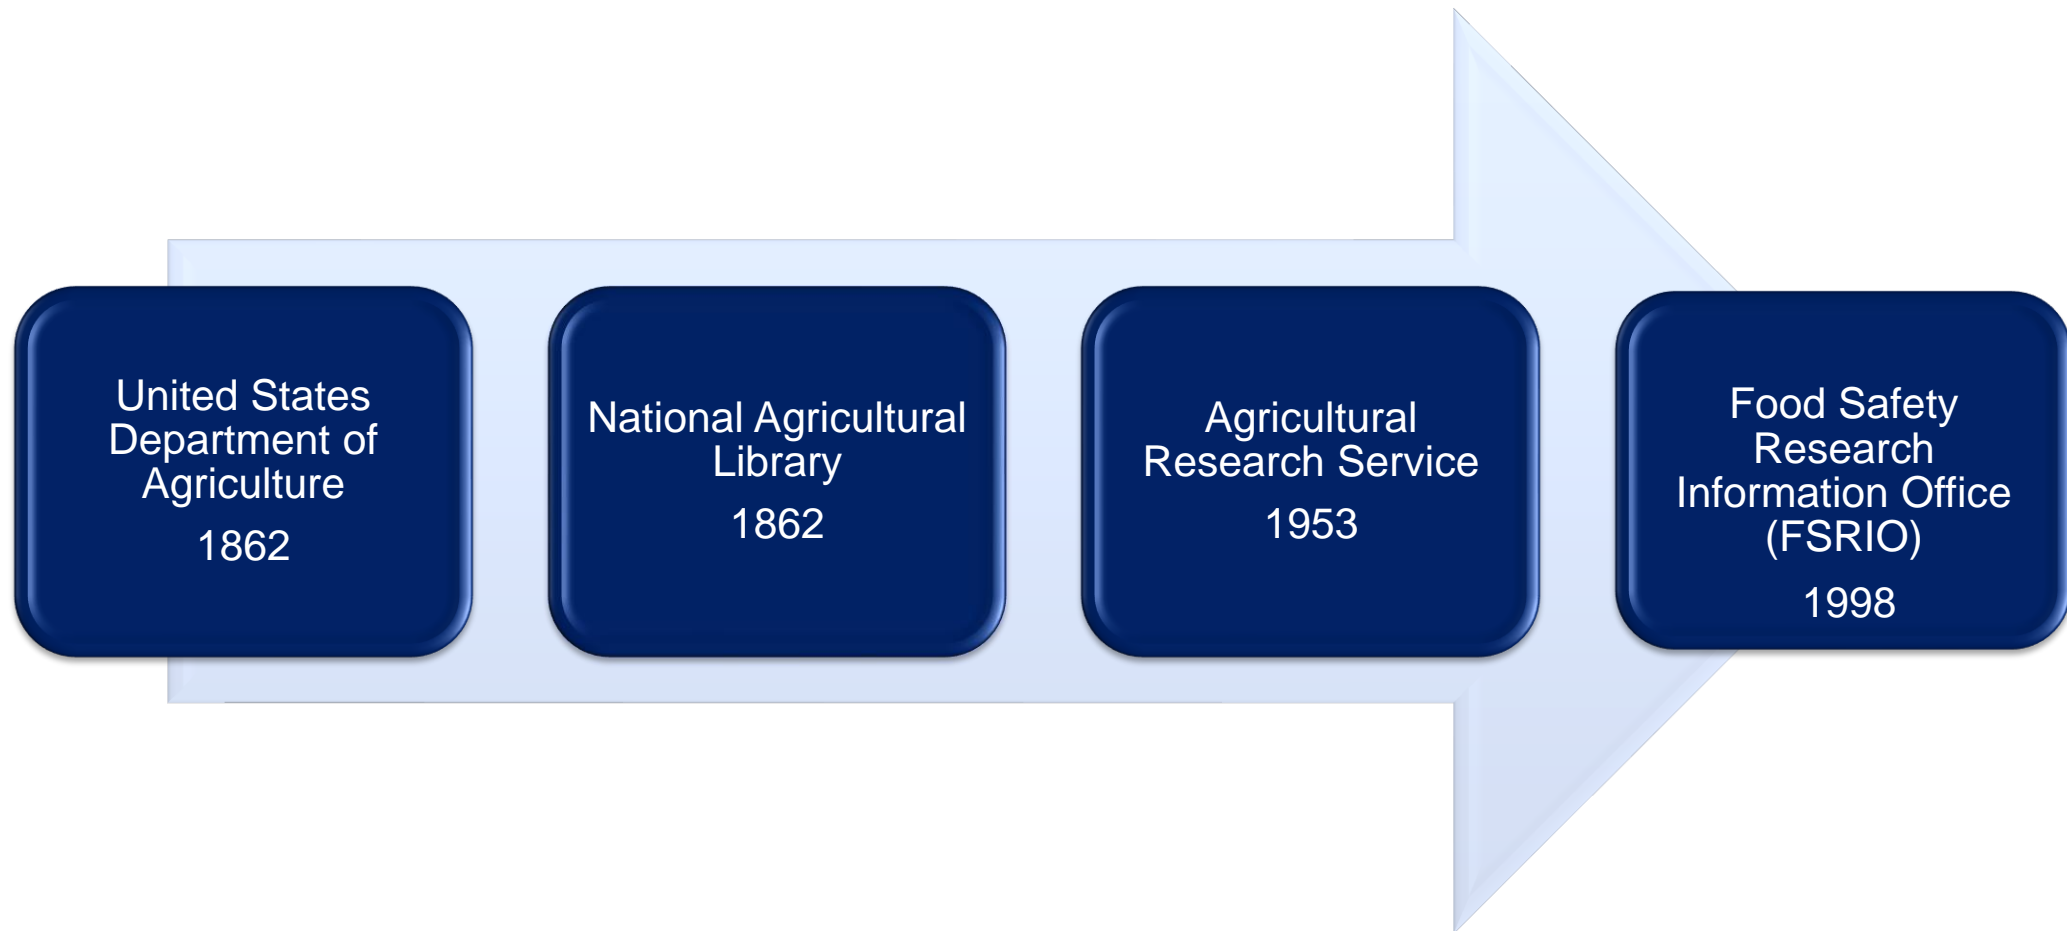 United States
Department of
Agriculture
1862
National Agricultural
Library
1862
Agricultural
Research Service
1953
Food Safety
Research
Information Office
(FSRIO)
1998